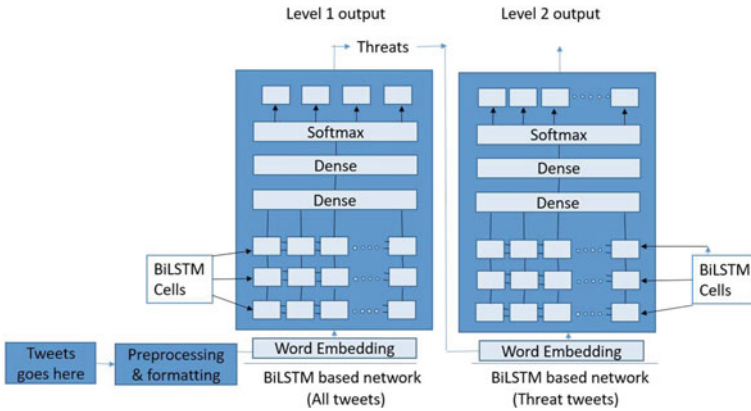 Level 1 output
Level 2 output
Threats
Softmax
Dense
Dense
BiLSTM
Cells
Word Embedding
Tweets
goes here
Preprocessing
& formatting
BiLSTM based network
(All tweets)
Softmax
Dense
Dense
BiLSTM
Cells
Word Embedding
BiLSTM based network
(Threat tweets)